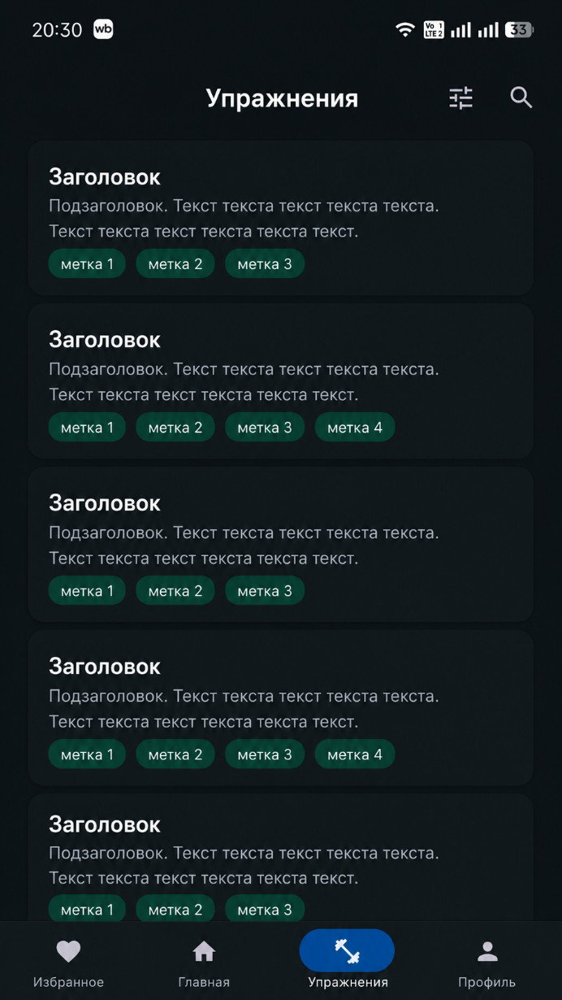 20:30 wb Vo 1 LTE 2 33
Упражнения
Заголовок
Подзаголовок. Текст текста текст текста текста.
Текст текста текст текста текста текст.
метка 1 метка 2 метка 3
Заголовок
Подзаголовок. Текст текста текст текста текста.
Текст текста текст текста текста текст.
метка 1 метка 2 метка 3 метка 4
Заголовок
Подзаголовок. Текст текста текст текста текста.
Текст текста текст текста текста текст.
метка 1 метка 2 метка 3
Заголовок
Подзаголовок. Текст текста текст текста текста.
Текст текста текст текста текста текст.
метка 1 метка 2 метка 3 метка 4
Заголовок
Подзаголовок. Текст текста текст текста текста.
Текст текста текст текста текста текст.
метка 1 метка 2 метка 3
Избранное Главная Упражнения Профиль